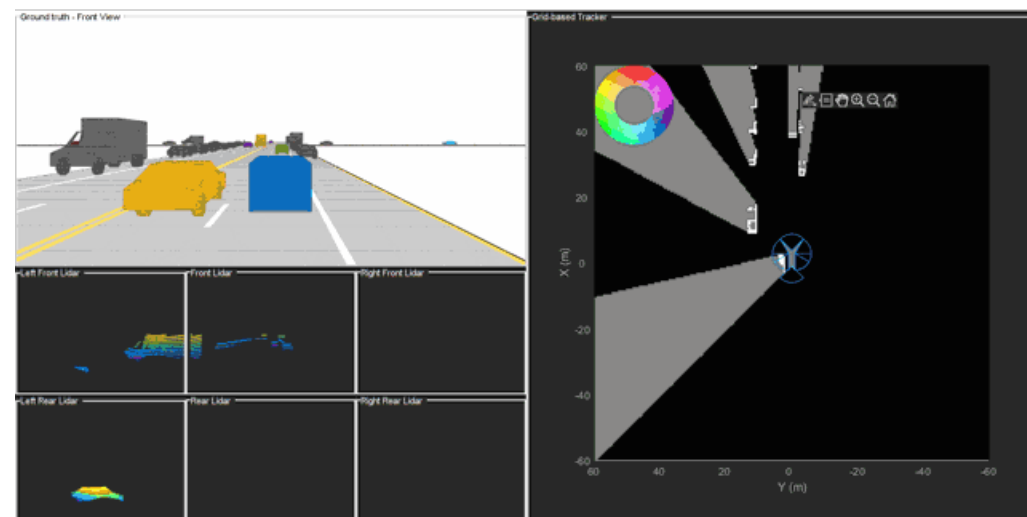 Ground truth - Front View
Grid-based Tracker
60
40
20
0
-20
-40
-60
X (m)
60
40
20
0
-20
-40
-60
Y (m)
Left Front Lidar
Front Lidar
Right Front Lidar
Left Rear Lidar
Rear Lidar
Right Rear Lidar